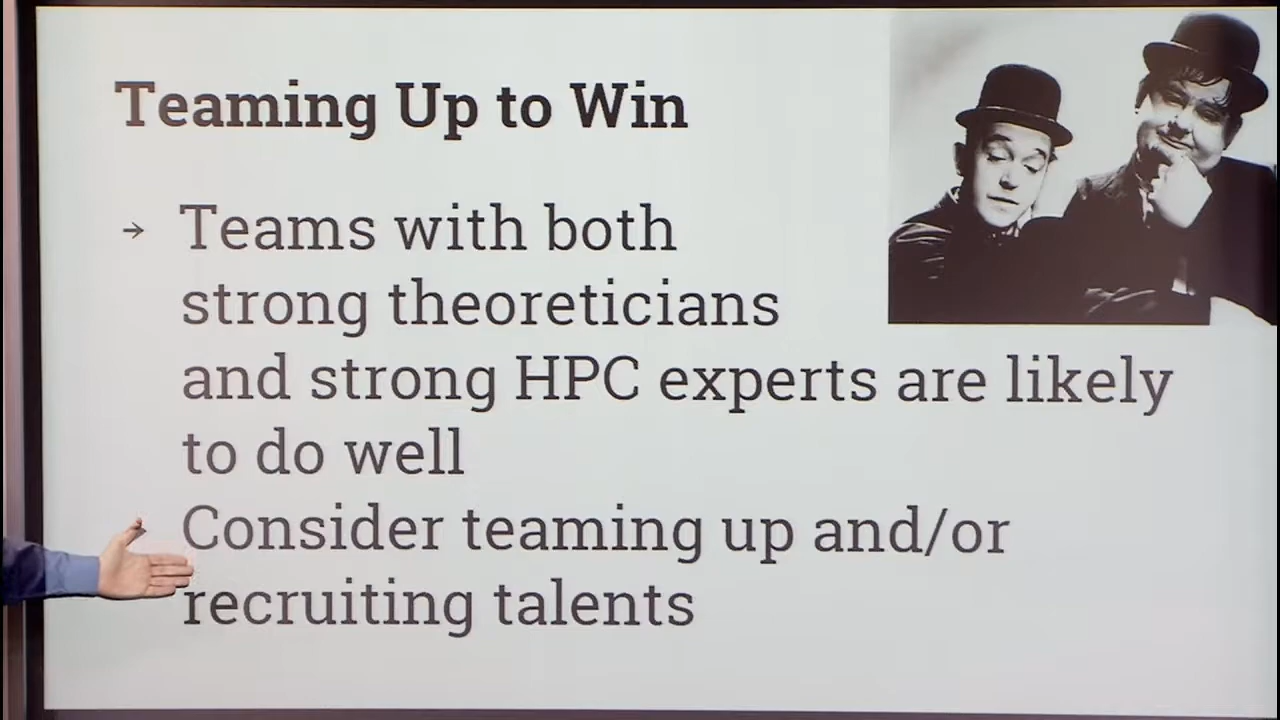 Teaming Up to Win
→ Teams with both
strong theoreticians
and strong HPC experts are likely
to do well
Consider teaming up and/or
recruiting talents